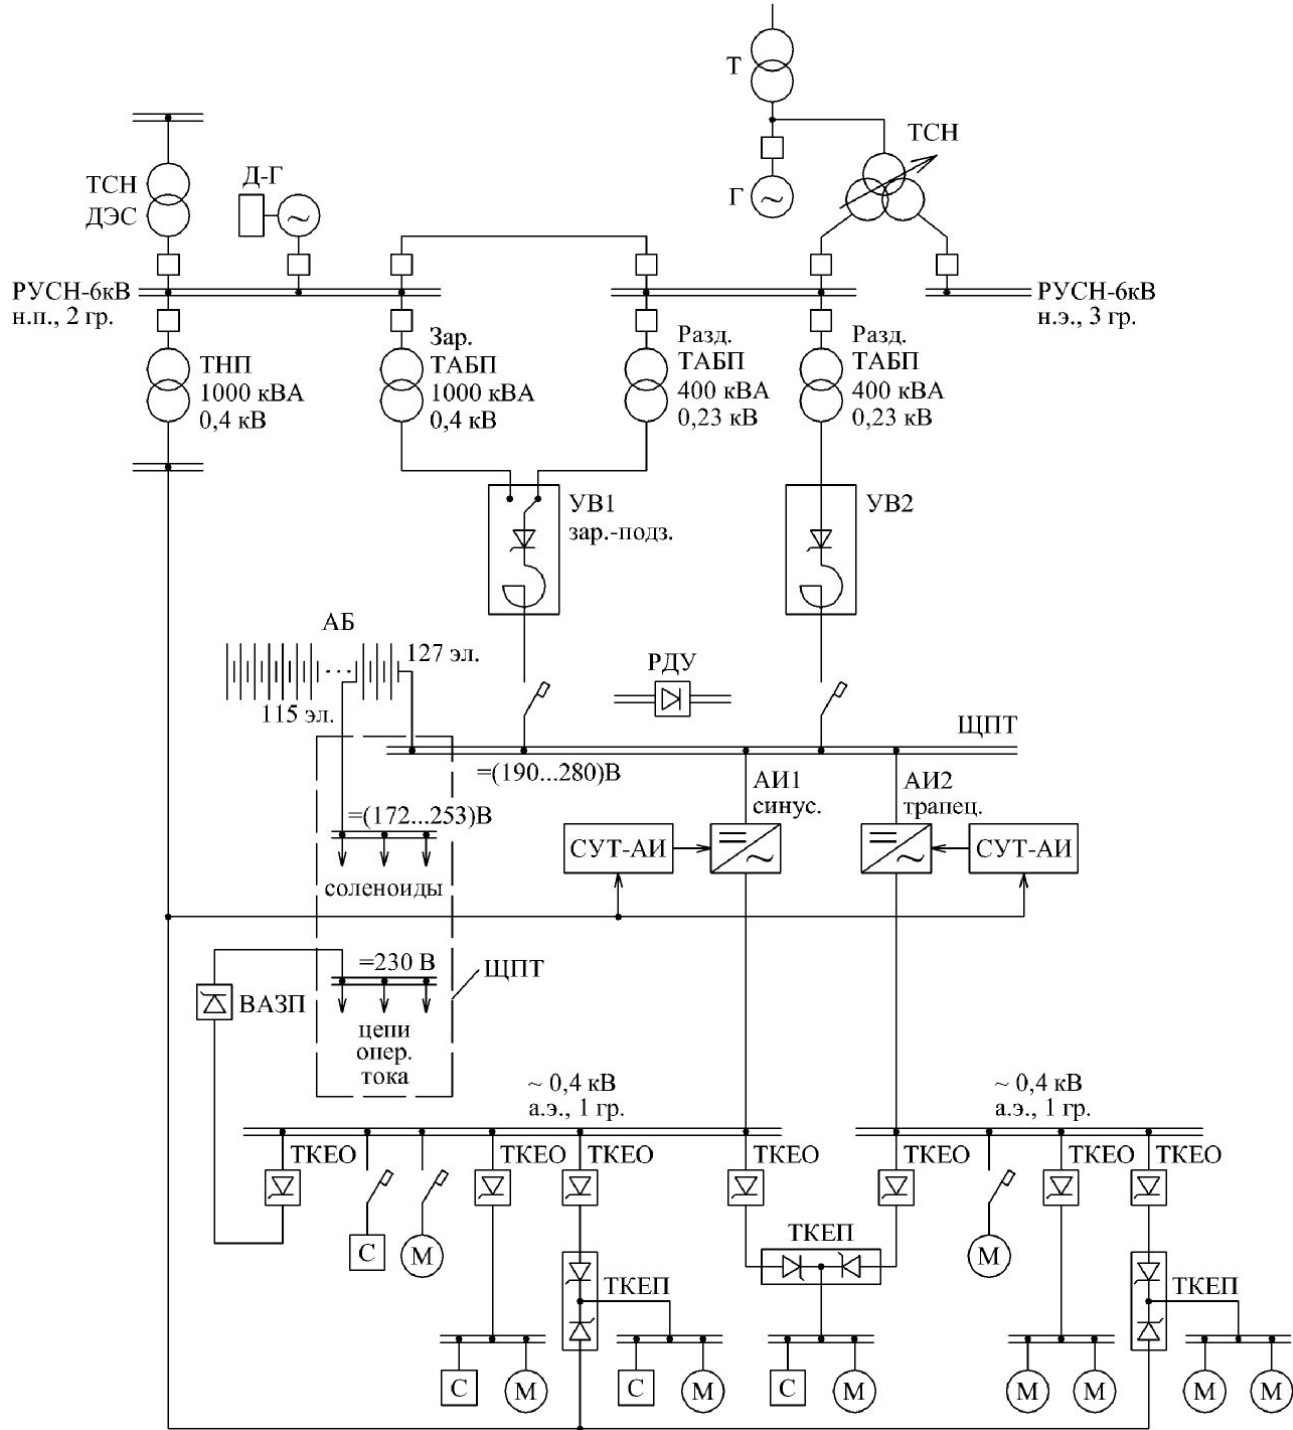 Т
ТСН
ТСН
ДЭС
Д-Г
Г
~
~
РУСН-6кВ
н.п., 2 гр.
РУСН-6кВ
н.э., 3 гр.
ТНП
1000 кВА
0,4 кВ
Зар.
ТАБП
1000 кВА
0,4 кВ
Разд.
ТАБП
400 кВА
0,23 кВ
Разд.
ТАБП
400 кВА
0,23 кВ
УВ1
зар.-подз.
УВ2
АБ
127 эл.
115 эл.
РДУ
ЩПТ
=(190...280)В
АИ1
синус.
АИ2
трапец.
=(172...253)В
СУТ-АИ
= ~
= ~
СУТ-АИ
соленоиды
=230 В
ЩПТ
ВАЗП
цепи
опер.
тока
~ 0,4 кВ
а.э., 1 гр.
~ 0,4 кВ
а.э., 1 гр.
ТКЕО
ТКЕО
ТКЕО
ТКЕО
ТКЕО
ТКЕО
ТКЕО
С
М
ТКЕП
М
ТКЕП
ТКЕП
С
М
С
М
С
М
М
М
М
М